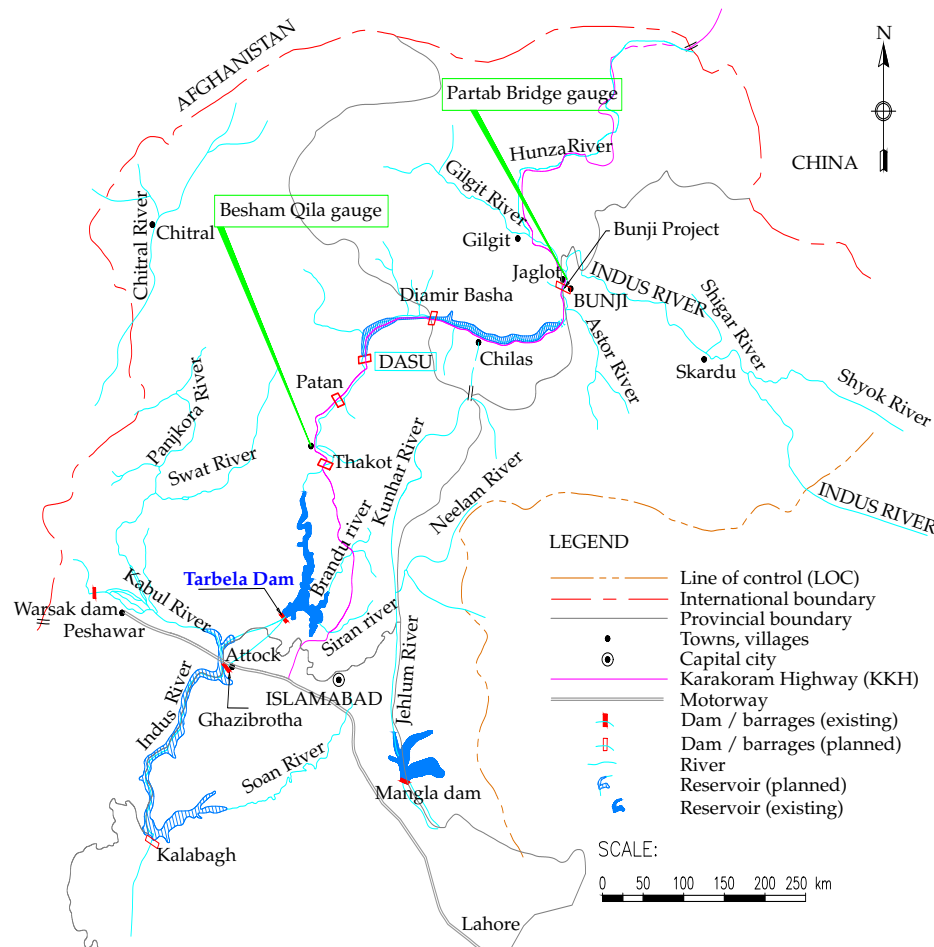 N
AFGHANISTAN
Partab Bridge gauge
HunzaRiver
CHINA
Gilgit River
Besham Qila gauge
Chitral River
Chitral
Gilgit
Bunji Project
Jaglot
INDUS RIVER
BUNJI
Diamir Basha
Shigar River
Astor River
Chilas
DASU
Skardu
Patan
Shyok River
Panjkora River
Swat River
Thakot
Kunhar River
Neelam River
INDUS RIVER
Brandu river
LEGEND
Tarbela Dam
Kabul River
Line of control (LOC)
Warsak dam
International boundary
Peshawar
Provincial boundary
Siran river
Towns, villages
Attock
Capital city
ISLAMABAD
Karakoram Highway (KKH)
Jehlum River
Motorway
Indus River
Ghazibrotha
Dam / barrages (existing)
Dam / barrages (planned)
Soan River
River
Reservoir (planned)
Mangla dam
Reservoir (existing)
Kalabagh
SCALE:
0 50 100 150 200 250 km
Lahore